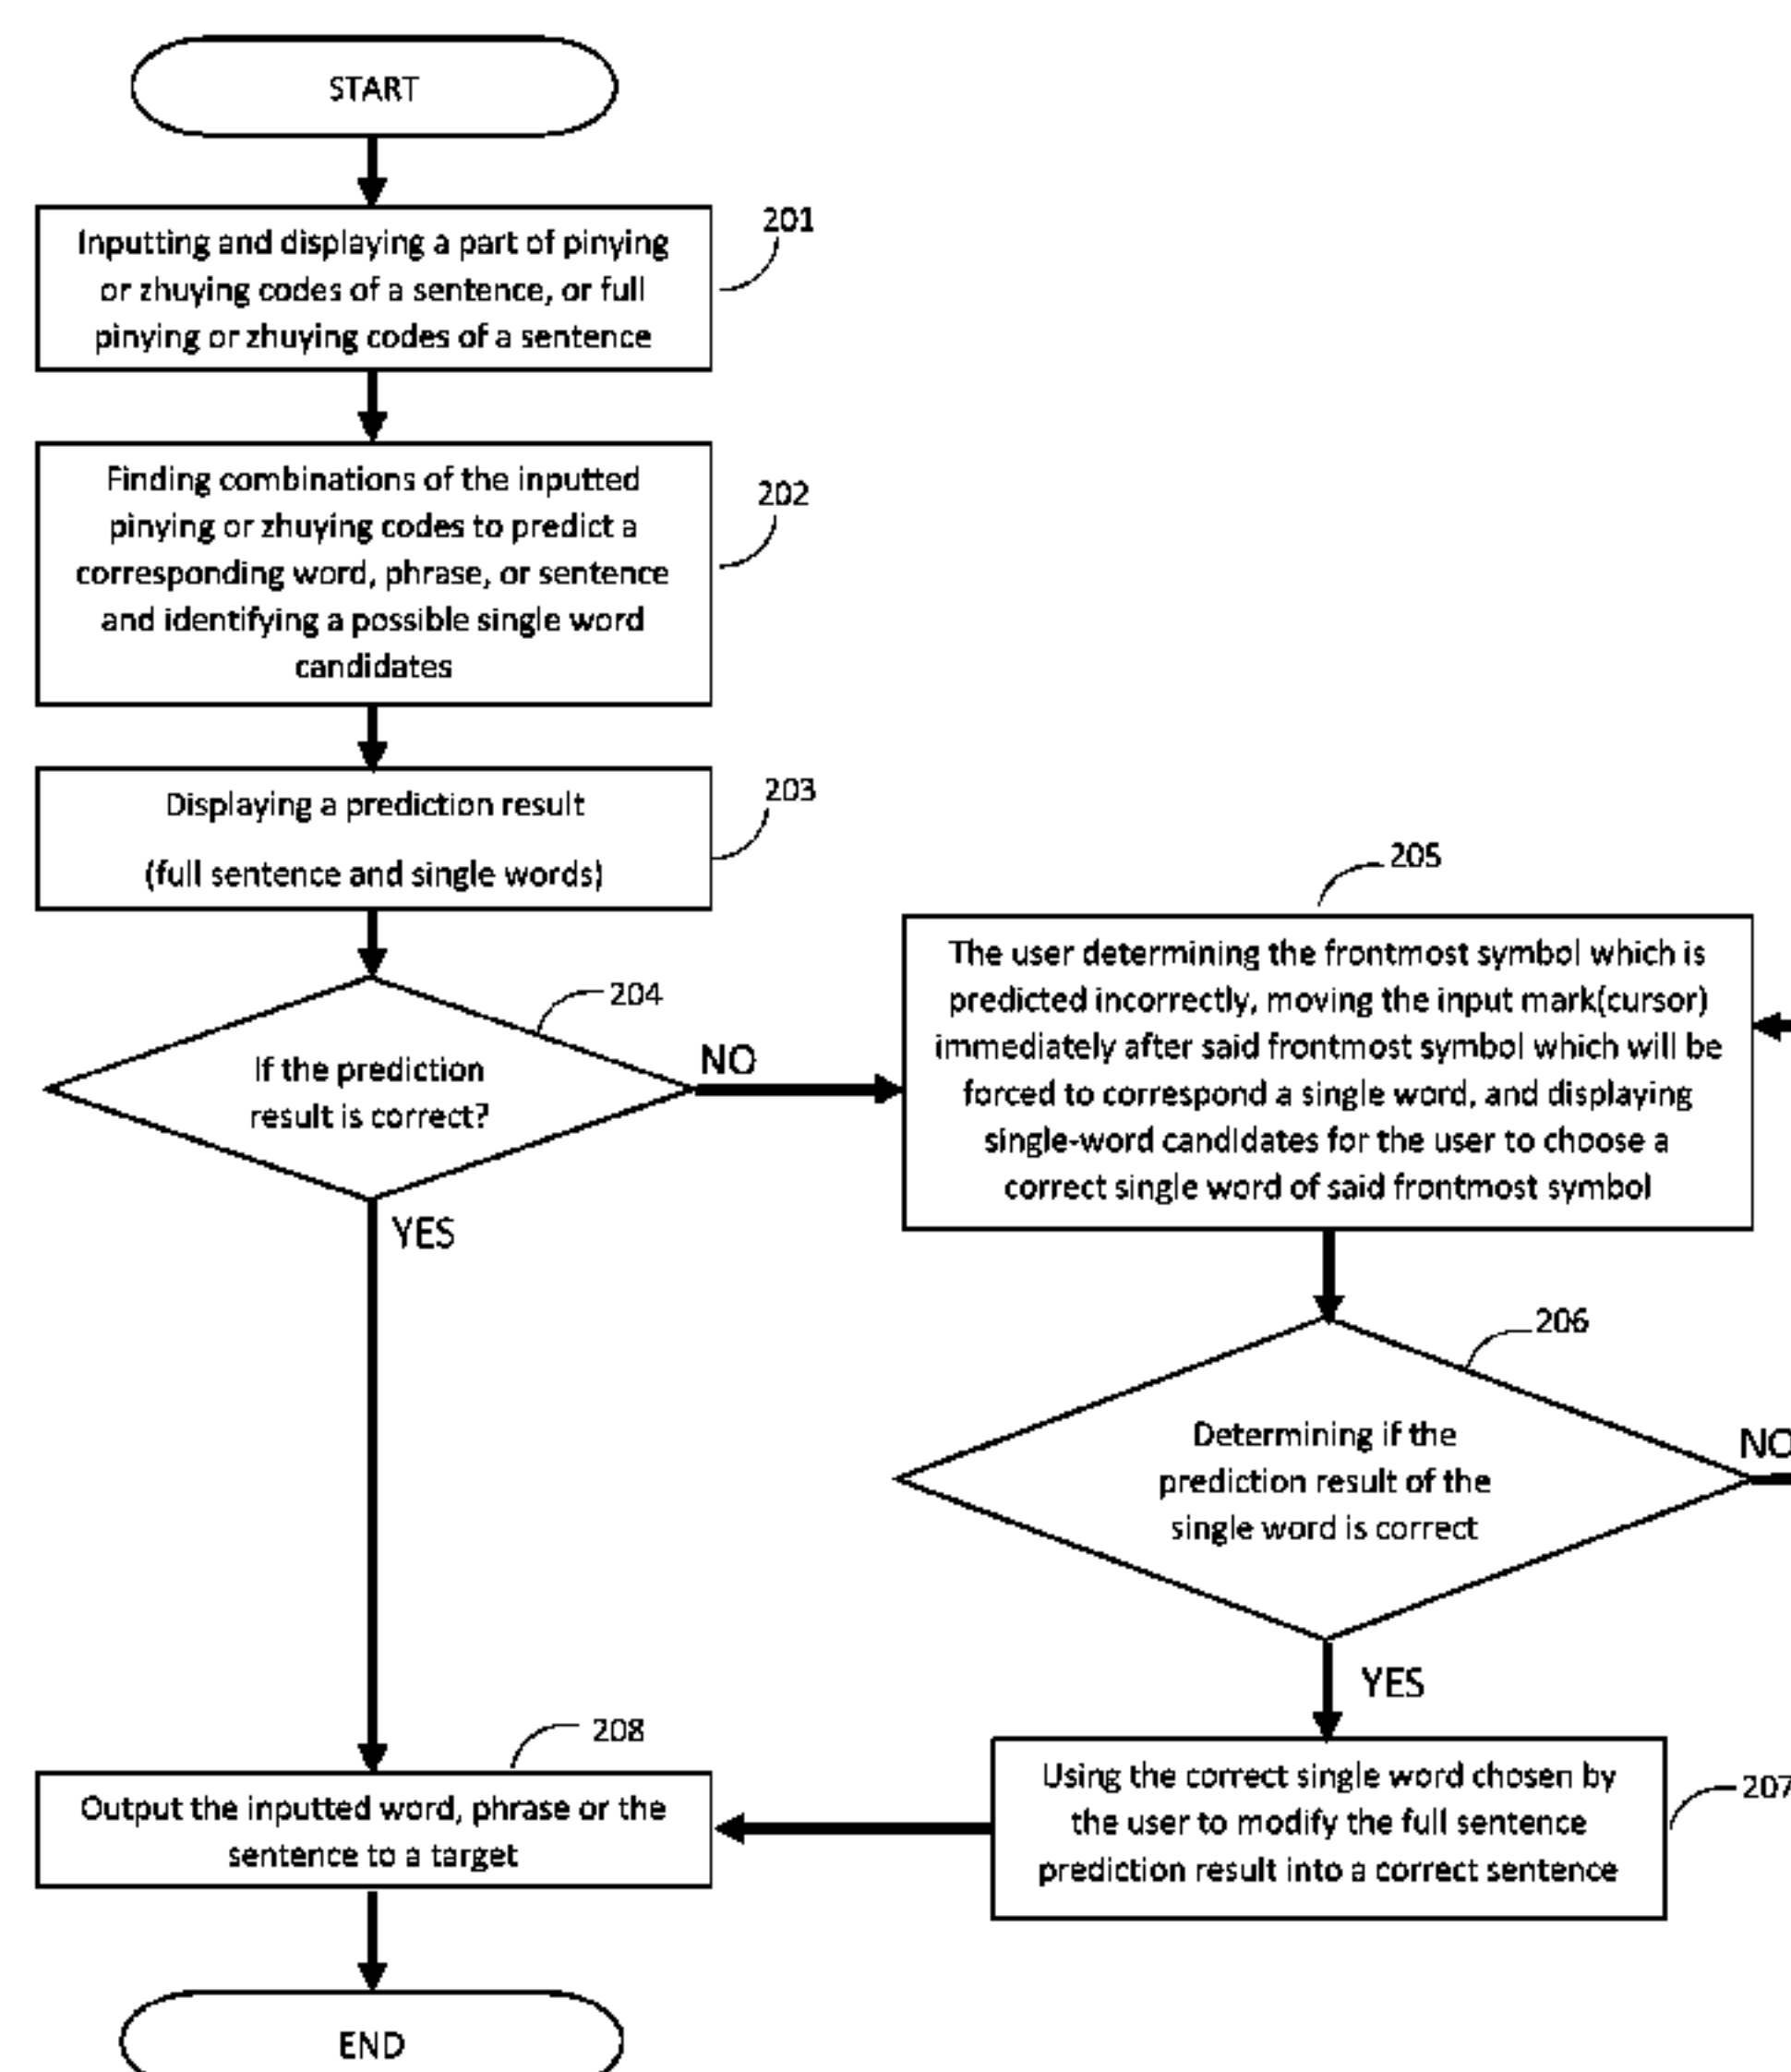 START
201
Inputting and displaying a part of pinying
or zhuying codes of a sentence, or full
pinying or zhuying codes of a sentence
202
Finding combinations of the inputted
pinying or zhuying codes to predict a
corresponding word, phrase, or sentence
and identifying a possible single word
candidates
203
Displaying a prediction result
(full sentence and single words)
204
If the prediction
result is correct?
NO
YES
205
The user determining the frontmost symbol which is
predicted incorrectly, moving the input mark(cursor)
immediately after said frontmost symbol which will be
forced to correspond a single word, and displaying
single-word candidates for the user to choose a
correct single word of said frontmost symbol
206
Determining if the
prediction result of the
single word is correct
NO
YES
207
Using the correct single word chosen by
the user to modify the full sentence
prediction result into a correct sentence
208
Output the inputted word, phrase or the
sentence to a target
END